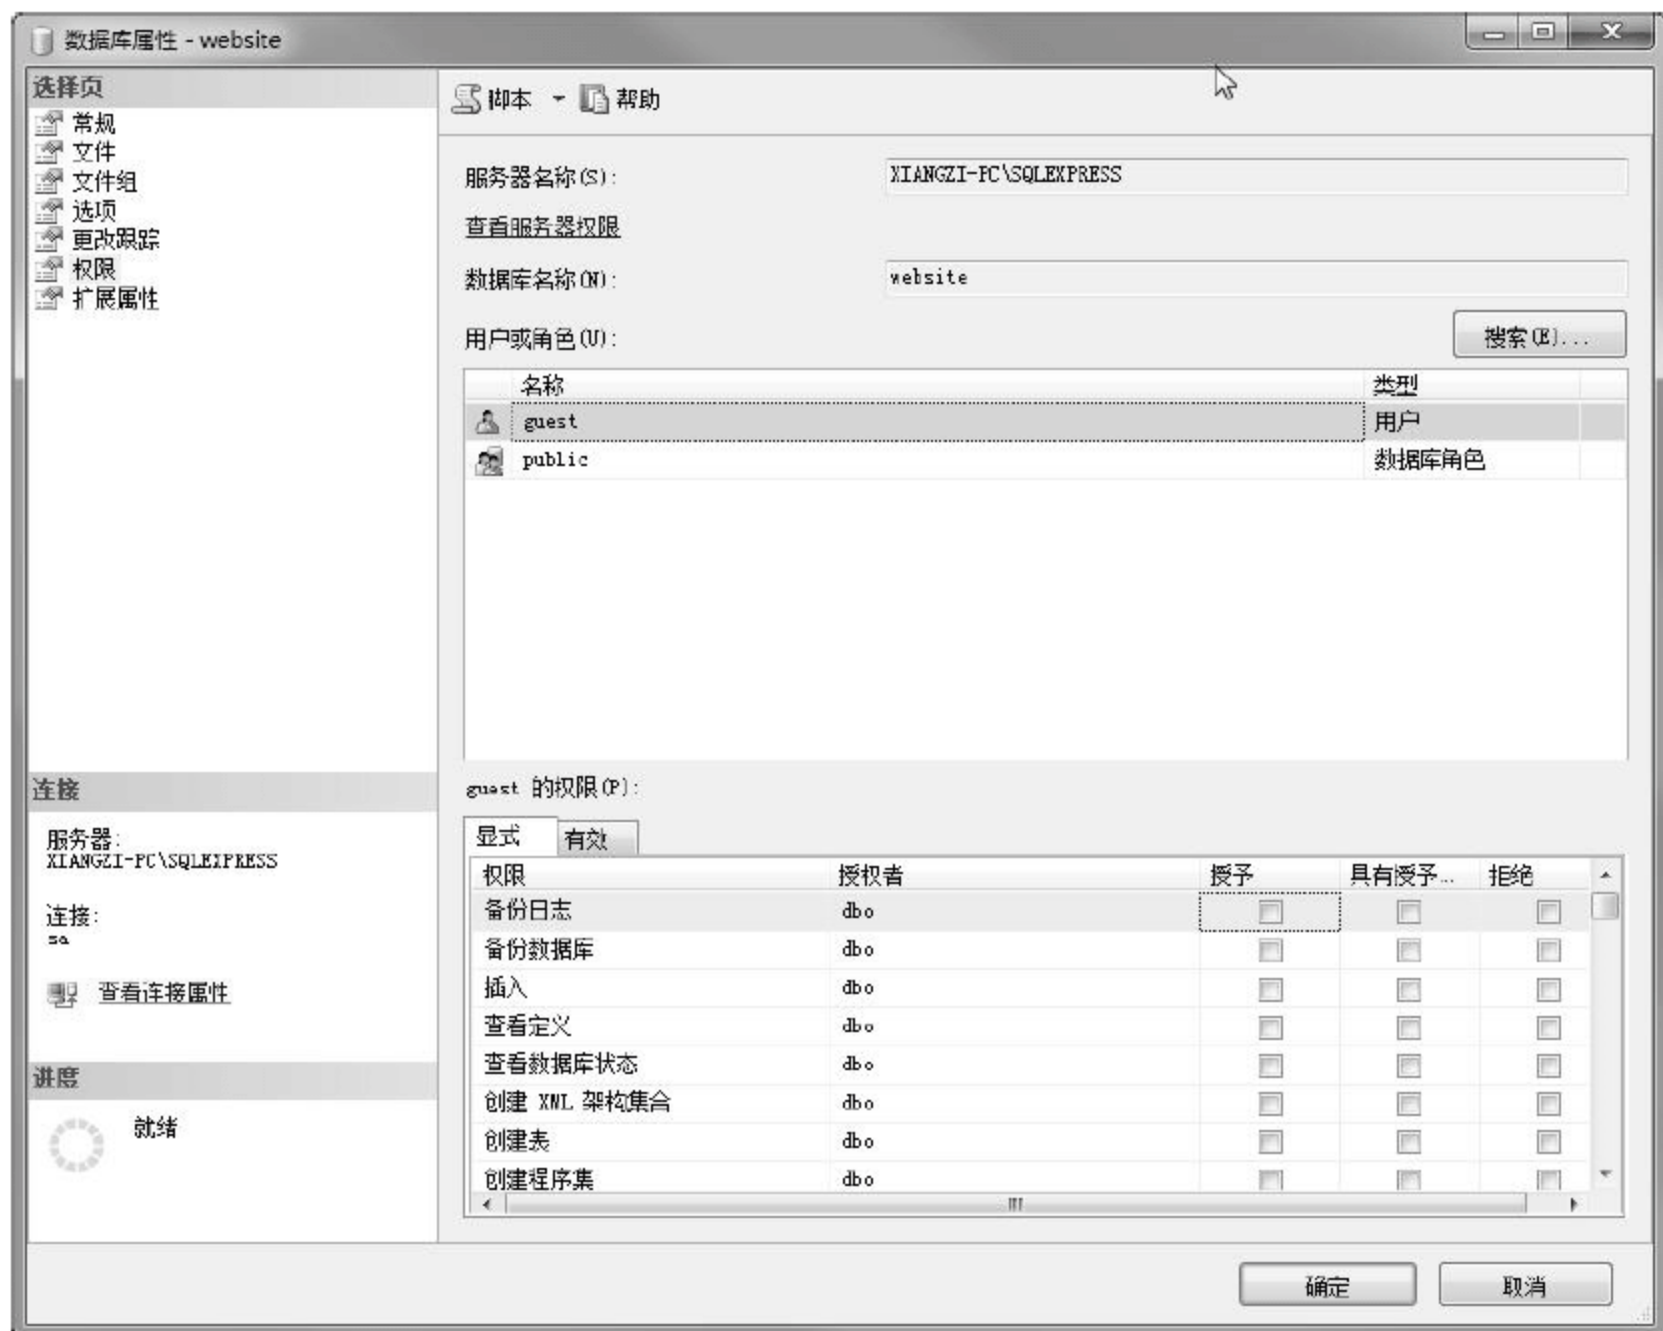 数据库属性 - website
选择页
常规
文件
文件组
选项
更改跟踪
权限
扩展属性
脚本 帮助
服务器名称(S): XIANGZI-PC\SQLEXPRESS
查看服务器权限
数据库名称(N): website
用户或角色(U): 搜索(E)...
名称 类型
guest 用户
public 数据库角色
连接
服务器:
XIANGZI-PC\SQLEXPRESS
连接:
sa
查看连接属性
进度
就绪
guest 的权限(P):
显式 有效
权限 授权者 授予 具有授予... 拒绝
备份日志 dbo
备份数据库 dbo
插入 dbo
查看定义 dbo
查看数据库状态 dbo
创建 XML 架构集合 dbo
创建表 dbo
创建程序集 dbo
确定 取消